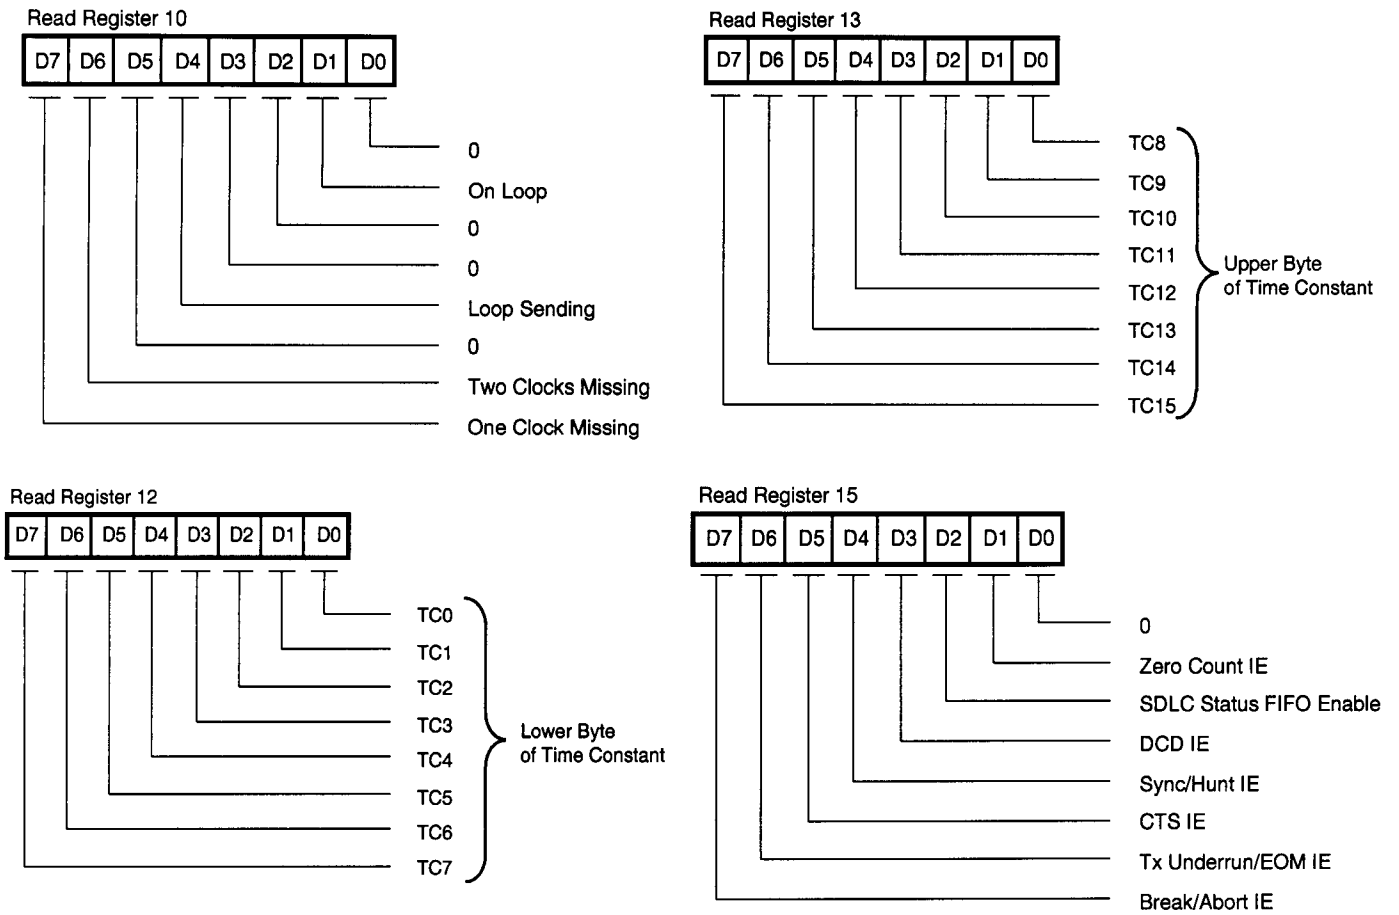 Read Register 10
D7 D6 D5 D4 D3 D2 D1 D0
0
On Loop
0
0
Loop Sending
0
Two Clocks Missing
One Clock Missing
Read Register 13
D7 D6 D5 D4 D3 D2 D1 D0
TC8
TC9
TC10
TC11
TC12
TC13
TC14
TC15
Upper Byte
of Time Constant
Read Register 12
D7 D6 D5 D4 D3 D2 D1 D0
TC0
TC1
TC2
TC3
TC4
TC5
TC6
TC7
Lower Byte
of Time Constant
Read Register 15
D7 D6 D5 D4 D3 D2 D1 D0
0
Zero Count IE
SDLC Status FIFO Enable
DCD IE
Sync/Hunt IE
CTS IE
Tx Underrun/EOM IE
Break/Abort IE